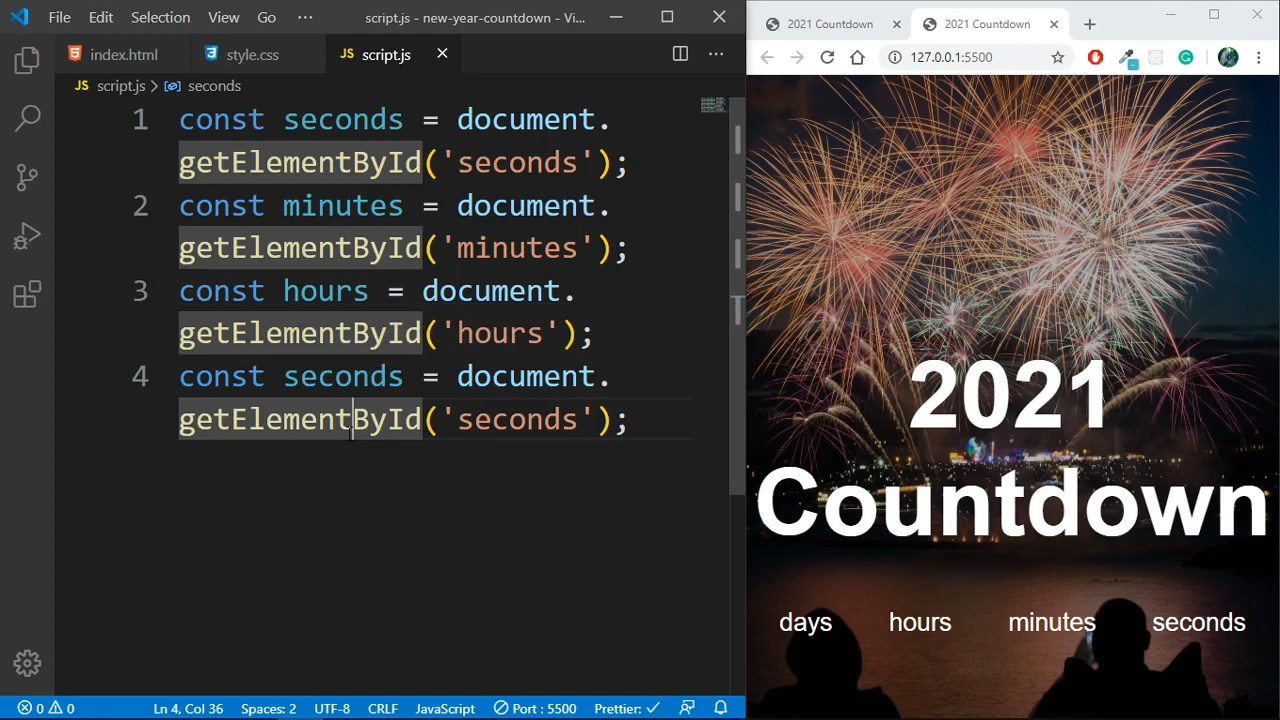 File Edit Selection View Go ··· script.js - new-year-countdown - Vi...
index.html style.css JS script.js
JS script.js > seconds
1 const seconds = document.
getElementById('seconds');
2 const minutes = document.
getElementById('minutes');
3 const hours = document.
getElementById('hours');
4 const seconds = document.
getElementById('seconds');
0 0 Ln 4, Col 36 Spaces: 2 UTF-8 CRLF JavaScript Port : 5500 Prettier: ✓
2021 Countdown 2021 Countdown
127.0.0.1:5500
2021
Countdown
days hours minutes seconds